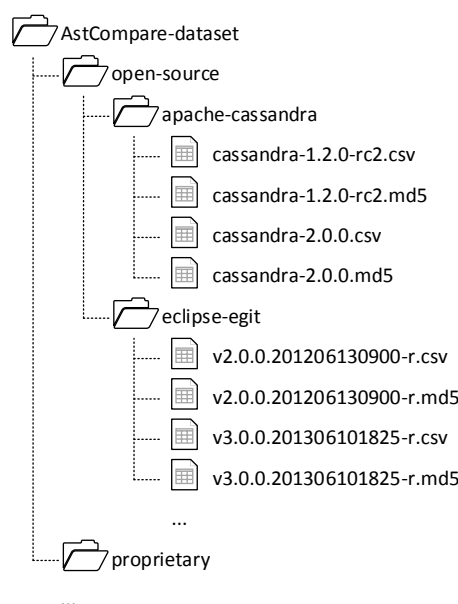 AstCompare-dataset
open-source
apache-cassandra
cassandra-1.2.0-rc2.csv
cassandra-1.2.0-rc2.md5
cassandra-2.0.0.csv
cassandra-2.0.0.md5
eclipse-egit
v2.0.0.201206130900-r.csv
v2.0.0.201206130900-r.md5
v3.0.0.201306101825-r.csv
v3.0.0.201306101825-r.md5
...
proprietary
...